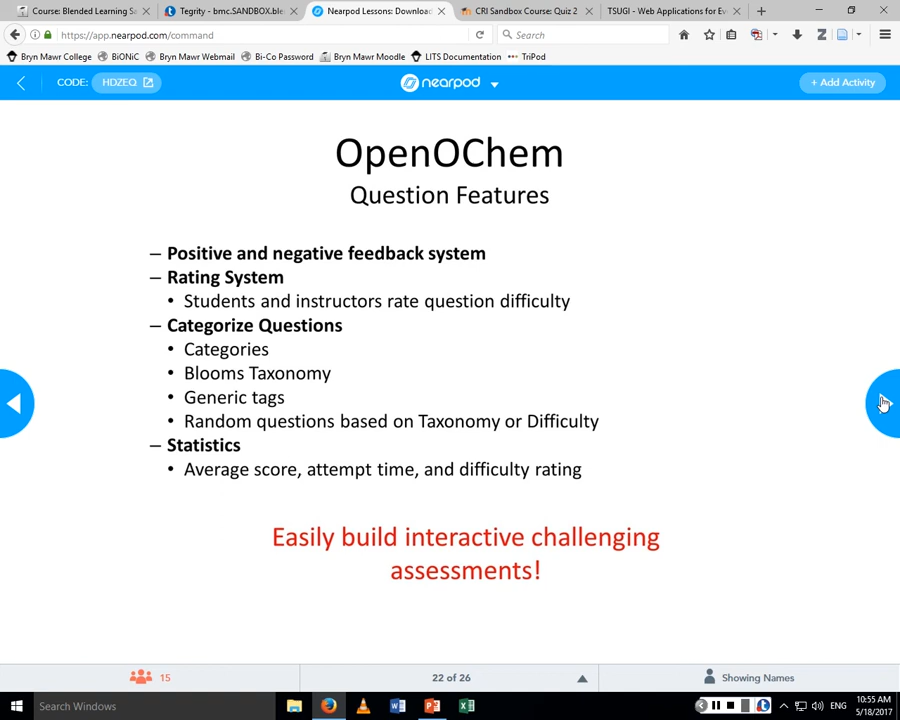 Course: Blended Learning Sa
Tegrity - bmc.SANDBOX.ble
Nearpod Lessons: Download
CRI Sandbox Course: Quiz 2
TSUGI - Web Applications for Ev
https://app.nearpod.com/command
Search
Bryn Mawr College
BiONiC
Bryn Mawr Webmail
Bi-Co Password
Bryn Mawr Moodle
LITS Documentation
TriPod
CODE: HDZEQ
nearpod
+ Add Activity
OpenOChem
Question Features
– Positive and negative feedback system
– Rating System
• Students and instructors rate question difficulty
– Categorize Questions
• Categories
• Blooms Taxonomy
• Generic tags
• Random questions based on Taxonomy or Difficulty
– Statistics
• Average score, attempt time, and difficulty rating
Easily build interactive challenging
assessments!
15
22 of 26
Showing Names
Search Windows
ENG
10:55 AM
5/18/2017